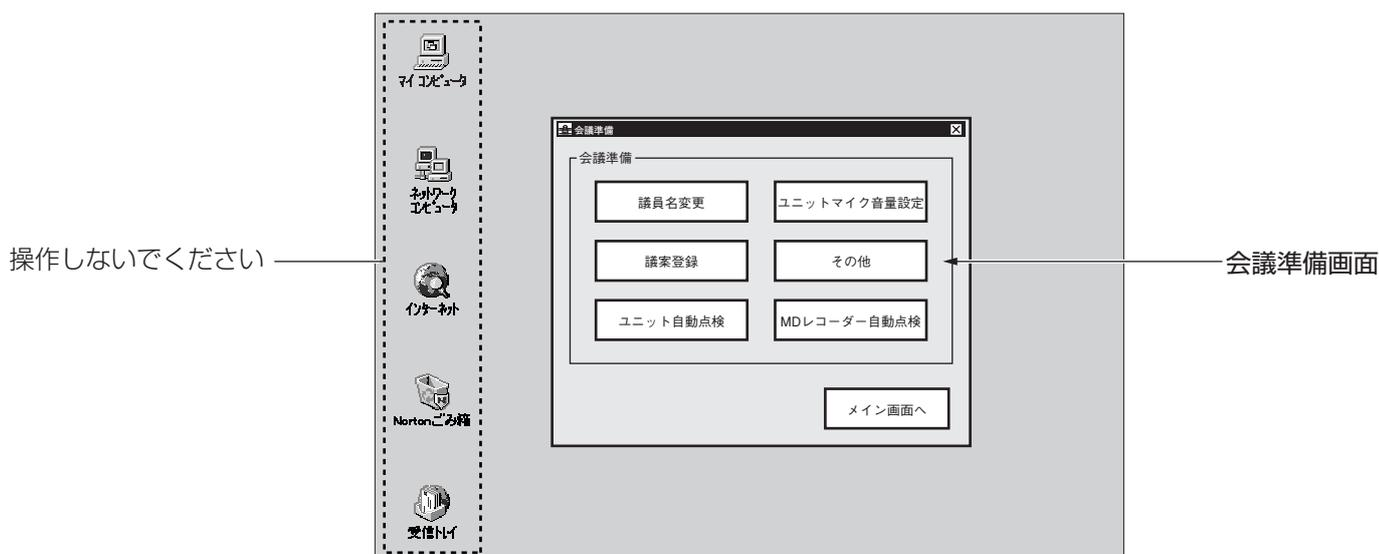 マイ コンピュータ
ネットワーク
コンピュータ
インターネット
Nortonごみ箱
受信トレイ
操作しないでください
会議準備
会議準備
議員名変更
ユニットマイク音量設定
議案登録
その他
ユニット自動点検
MDレコーダー自動点検
メイン画面へ
会議準備画面